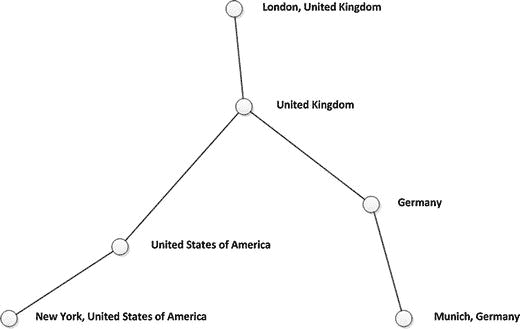 London, United Kingdom
United Kingdom
Germany
United States of America
New York, United States of America
Munich, Germany